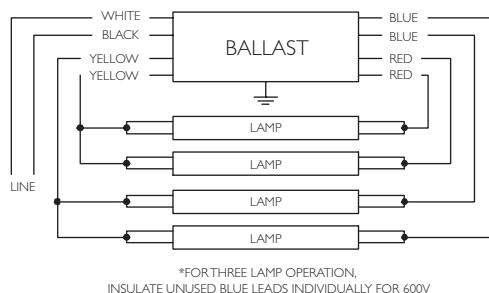 WHITE
BLUE
BLACK
BLUE
BALLAST
YELLOW
RED
YELLOW
RED
LAMP
LAMP
LINE
LAMP
LAMP
*FOR THREE LAMP OPERATION,
INSULATE UNUSED BLUE LEADS INDIVIDUALLY FOR 600V